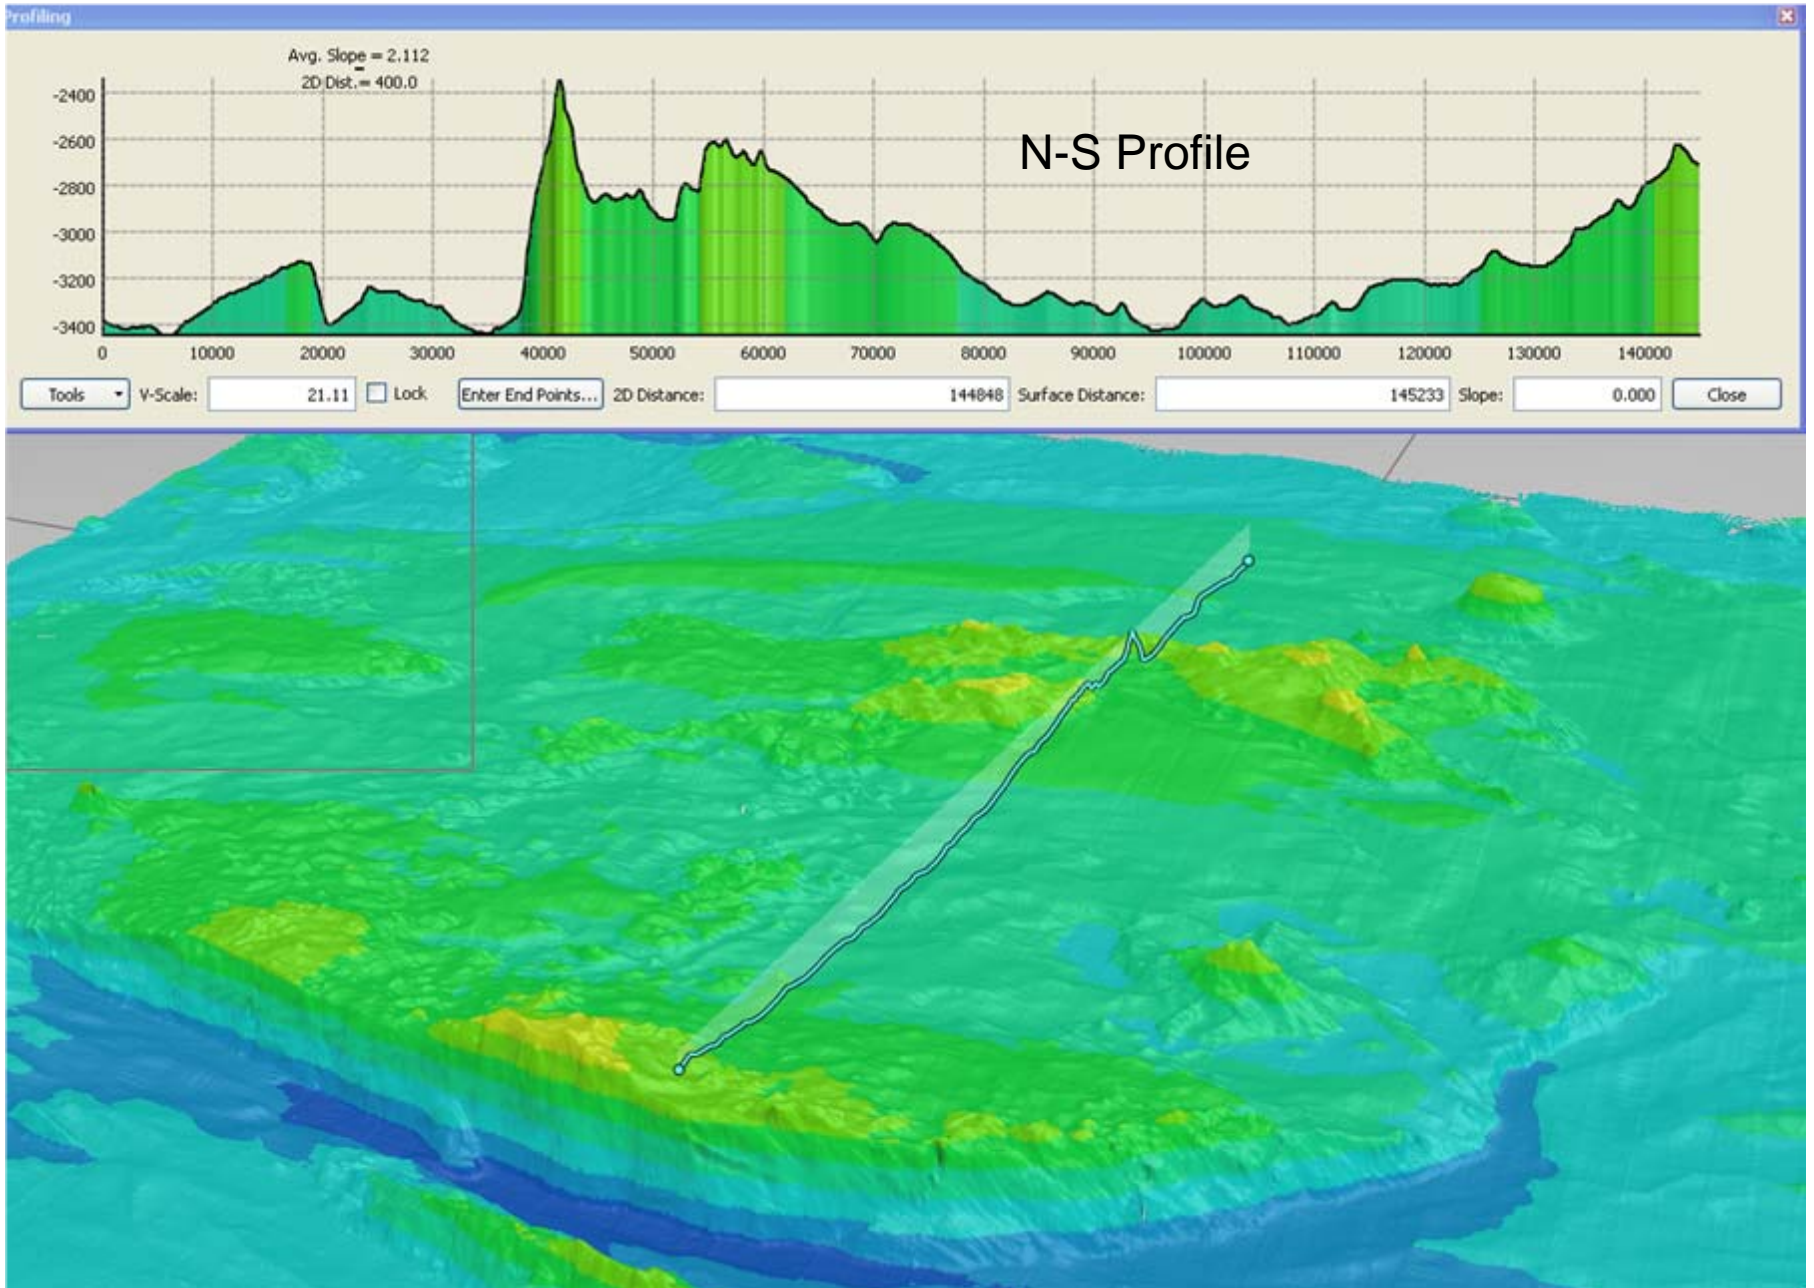 Profiling
Avg. Slope = 2.112
2D Dist.= 400.0
N-S Profile
-2400
-2600
-2800
-3000
-3200
-3400
0 10000 20000 30000 40000 50000 60000 70000 80000 90000 100000 110000 120000 130000 140000
Tools V-Scale: 21.11 Lock Enter End Points... 2D Distance: 144848 Surface Distance: 145233 Slope: 0.000 Close